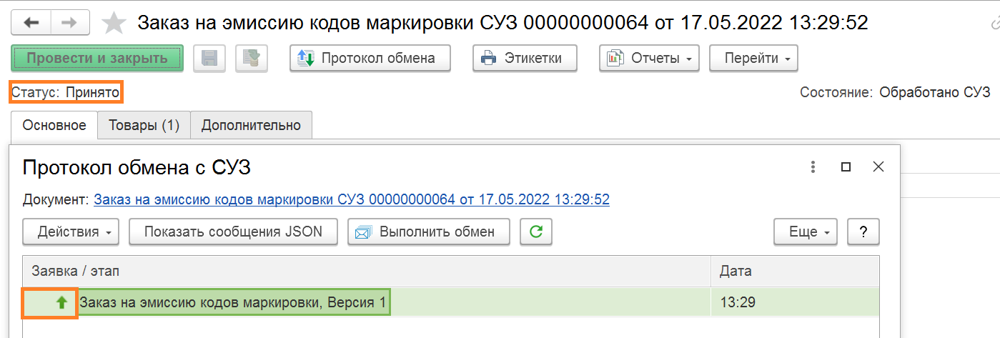 Заказ на эмиссию кодов маркировки СУЗ 00000000064 от 17.05.2022 13:29:52
Провести и закрыть Протокол обмена Этикетки Отчеты Перейти
Статус: Принято Состояние: Обработано СУЗ
Основное Товары (1) Дополнительно
Протокол обмена с СУЗ
Документ: Заказ на эмиссию кодов маркировки СУЗ 00000000064 от 17.05.2022 13:29:52
Действия Показать сообщения JSON Выполнить обмен Еще ?
Заявка / этап Дата
Заказ на эмиссию кодов маркировки, Версия 1 13:29